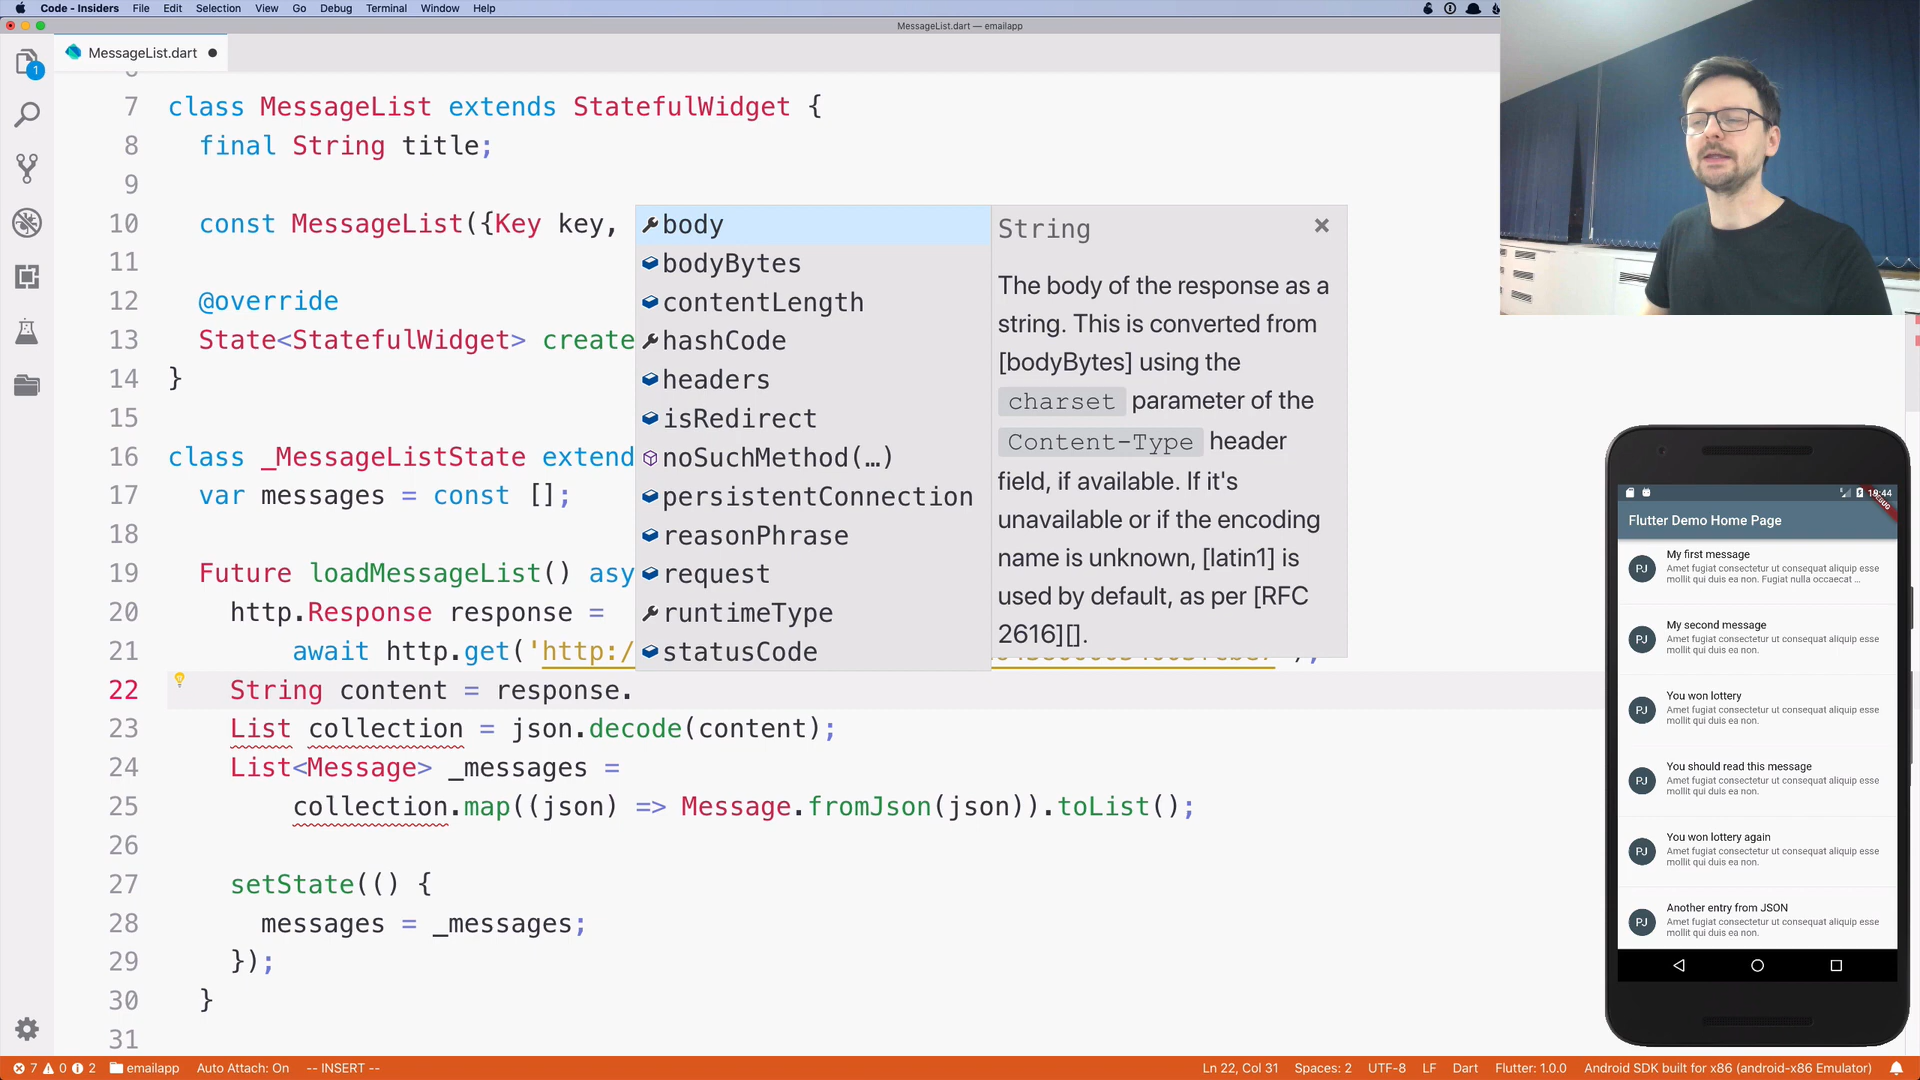 Code - Insiders File Edit Selection View Go Debug Terminal Window Help
MessageList.dart — emailapp
MessageList.dart
1
7 class MessageList extends StatefulWidget {
8 final String title;
9
10 const MessageList({Key key,
11
12 @override
13 State<StatefulWidget> create
14 }
15
16 class _MessageListState extend
17 var messages = const [];
18
19 Future loadMessageList() asy
20 http.Response response =
21 await http.get('http:/
22 String content = response.
23 List collection = json.decode(content);
24 List<Message> _messages =
25 collection.map((json) => Message.fromJson(json)).toList();
26
27 setState(() {
28 messages = _messages;
29 });
30 }
31
body
bodyBytes
contentLength
hashCode
headers
isRedirect
noSuchMethod(…)
persistentConnection
reasonPhrase
request
runtimeType
statusCode
String
The body of the response as a
string. This is converted from
[bodyBytes] using the
charset parameter of the
Content-Type header
field, if available. If it's
unavailable or if the encoding
name is unknown, [latin1] is
used by default, as per [RFC
2616][].
DEBUG
Flutter Demo Home Page
PJ
My first message
Amet fugiat consectetur ut consequat aliquip esse
mollit qui duis ea non. Fugiat nulla occaecat ...
PJ
My second message
Amet fugiat consectetur ut consequat aliquip esse
mollit qui duis ea non.
PJ
You won lottery
Amet fugiat consectetur ut consequat aliquip esse
mollit qui duis ea non.
PJ
You should read this message
Amet fugiat consectetur ut consequat aliquip esse
mollit qui duis ea non.
PJ
You won lottery again
Amet fugiat consectetur ut consequat aliquip esse
mollit qui duis ea non.
PJ
Another entry from JSON
Amet fugiat consectetur ut consequat aliquip esse
mollit qui duis ea non.
7 0 2 emailapp Auto Attach: On -- INSERT -- Ln 22, Col 31 Spaces: 2 UTF-8 LF Dart Flutter: 1.0.0 Android SDK built for x86 (android-x86 Emulator)